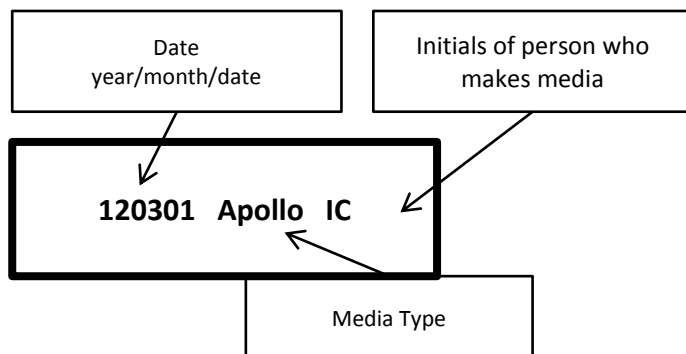 Date
year/month/date
Initials of person who
makes media
120301 Apollo IC
Media Type